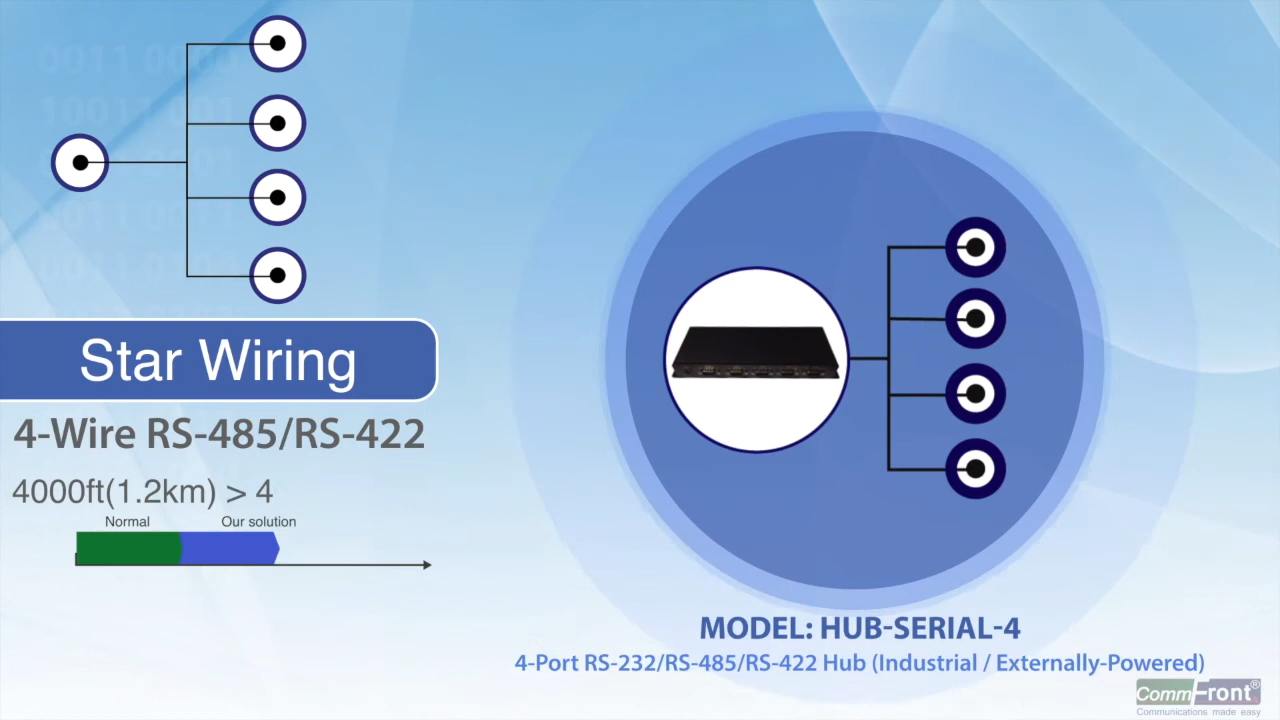 Star Wiring
4-Wire RS-485/RS-422
4000ft(1.2km) > 4
Normal
Our solution
MODEL: HUB-SERIAL-4
4-Port RS-232/RS-485/RS-422 Hub (Industrial / Externally-Powered)
CommFront®
Communications made easy